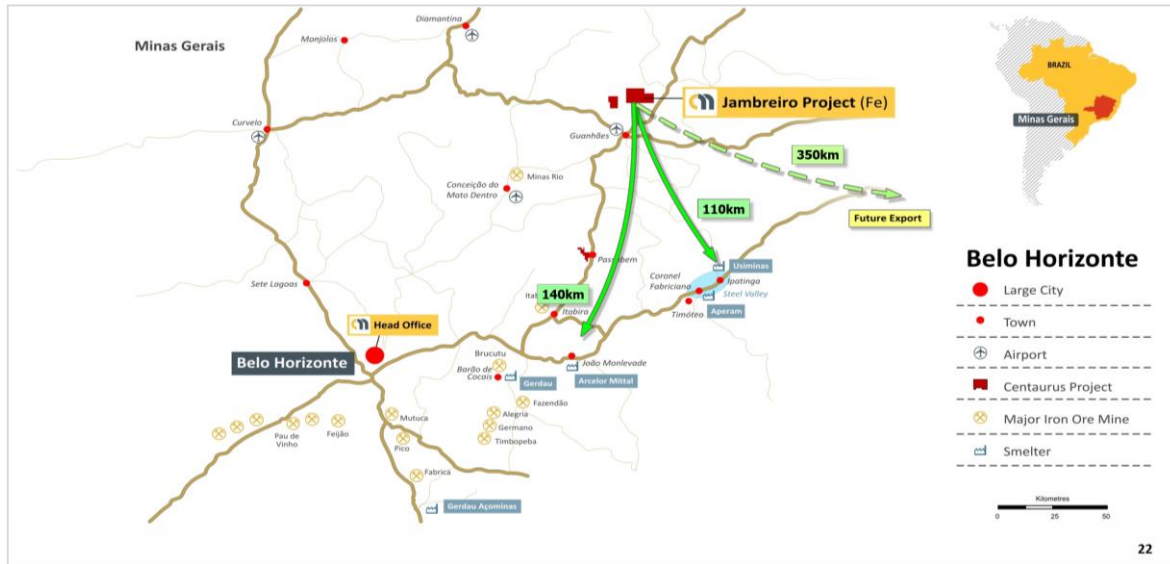 Diamantina
Monjolos
Minas Gerais
BRAZIL
Jambreiro Project (Fe)
Minas Gerais
Curvelo
Guanhães
350km
Minas Rio
Conceição do
Mato Dentro
110km
Future Export
Passabem
Usiminas
Belo Horizonte
Coronel
Fabriciano
Ipatinga
Steel Valley
Sete Lagoas
140km
Large City
Itabira
Timóteo
Aperam
Head Office
Town
Belo Horizonte
Brucutu
João Monlevade
Airport
Barão de
Cocais
Gerdau
Arcelor Mittal
Centaurus Project
Fazendão
Mutuca
Alegria
Major Iron Ore Mine
Pau de
Vinho
Feijão
Germano
Pico
Timbopeba
Smelter
Fabrica
Gerdau Açominas
Kilometres
0 25 50
22